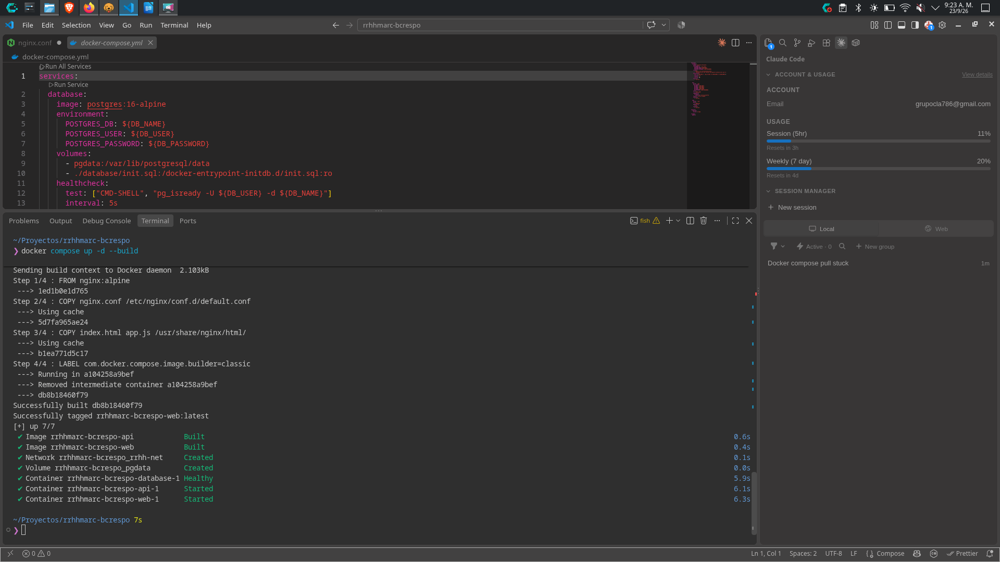 9:23 A. M.
23/9/26
File Edit Selection View Go Run Terminal Help
rrhhmarc-bcrespo
nginx.conf
docker-compose.yml
docker-compose.yml
Run All Services
1 services:
Run Service
2 database:
3 image: postgres:16-alpine
4 environment:
5 POSTGRES_DB: ${DB_NAME}
6 POSTGRES_USER: ${DB_USER}
7 POSTGRES_PASSWORD: ${DB_PASSWORD}
8 volumes:
9 - pgdata:/var/lib/postgresql/data
10 - ./database/init.sql:/docker-entrypoint-initdb.d/init.sql:ro
11 healthcheck:
12 test: ["CMD-SHELL", "pg_isready -U ${DB_USER} -d ${DB_NAME}"]
13 interval: 5s
Problems Output Debug Console Terminal Ports
fish
~/Proyectos/rrhhmarc-bcrespo
❯ docker compose up -d --build
Sending build context to Docker daemon  2.103kB
Step 1/4 : FROM nginx:alpine
---> 1ed1b0e1d765
Step 2/4 : COPY nginx.conf /etc/nginx/conf.d/default.conf
---> Using cache
---> 5d7fa965ae24
Step 3/4 : COPY index.html app.js /usr/share/nginx/html/
---> Using cache
---> b1ea771d5c17
Step 4/4 : LABEL com.docker.compose.image.builder=classic
---> Running in a104258a9bef
---> Removed intermediate container a104258a9bef
---> db8b18460f79
Successfully built db8b18460f79
Successfully tagged rrhhmarc-bcrespo-web:latest
[+] up 7/7
✔ Image rrhhmarc-bcrespo-api Built 0.6s
✔ Image rrhhmarc-bcrespo-web Built 0.4s
✔ Network rrhhmarc-bcrespo_rrhh-net Created 0.1s
✔ Volume rrhhmarc-bcrespo_pgdata Created 0.0s
✔ Container rrhhmarc-bcrespo-database-1 Healthy 5.9s
✔ Container rrhhmarc-bcrespo-api-1 Started 6.1s
✔ Container rrhhmarc-bcrespo-web-1 Started 6.3s
~/Proyectos/rrhhmarc-bcrespo 7s
❯
Claude Code
ACCOUNT & USAGE View details
ACCOUNT
Email grupocla786@gmail.com
USAGE
Session (5hr) 11%
Resets in 3h
Weekly (7 day) 20%
Resets in 4d
SESSION MANAGER
+ New session
Local Web
Active · 0 + New group
Docker compose pull stuck 1m
0 0
Ln 1, Col 1 Spaces: 2 UTF-8 LF Compose Prettier